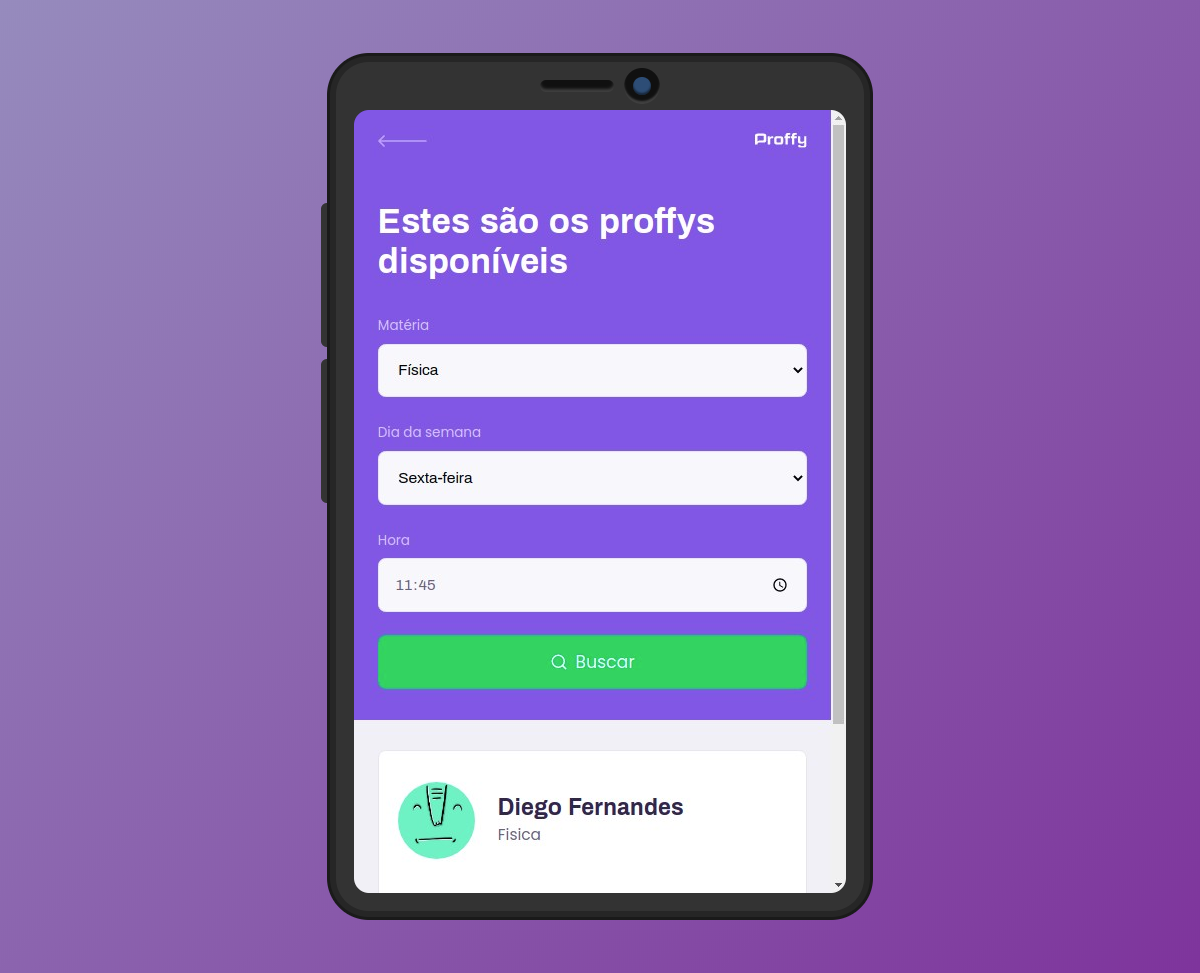 Proffy
Estes são os proffys
disponíveis
Matéria
Física
Dia da semana
Sexta-feira
Hora
11:45
Buscar
Diego Fernandes
Fisica